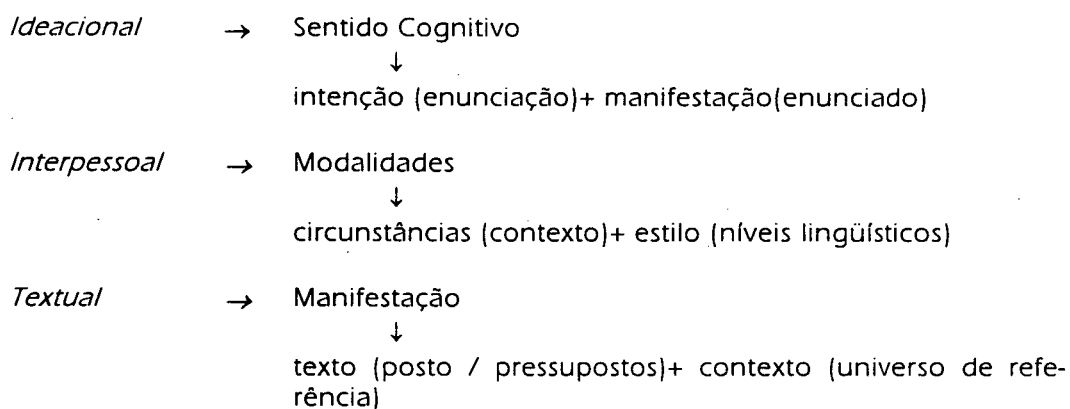 Ideacional → Sentido Cognitivo
↓
intenção (enunciação)+ manifestação(enunciado)
Interpessoal → Modalidades
↓
circunstâncias (contexto)+ estilo (níveis lingüísticos)
Textual → Manifestação
↓
texto (posto / pressupostos)+ contexto (universo de refe-
rência)